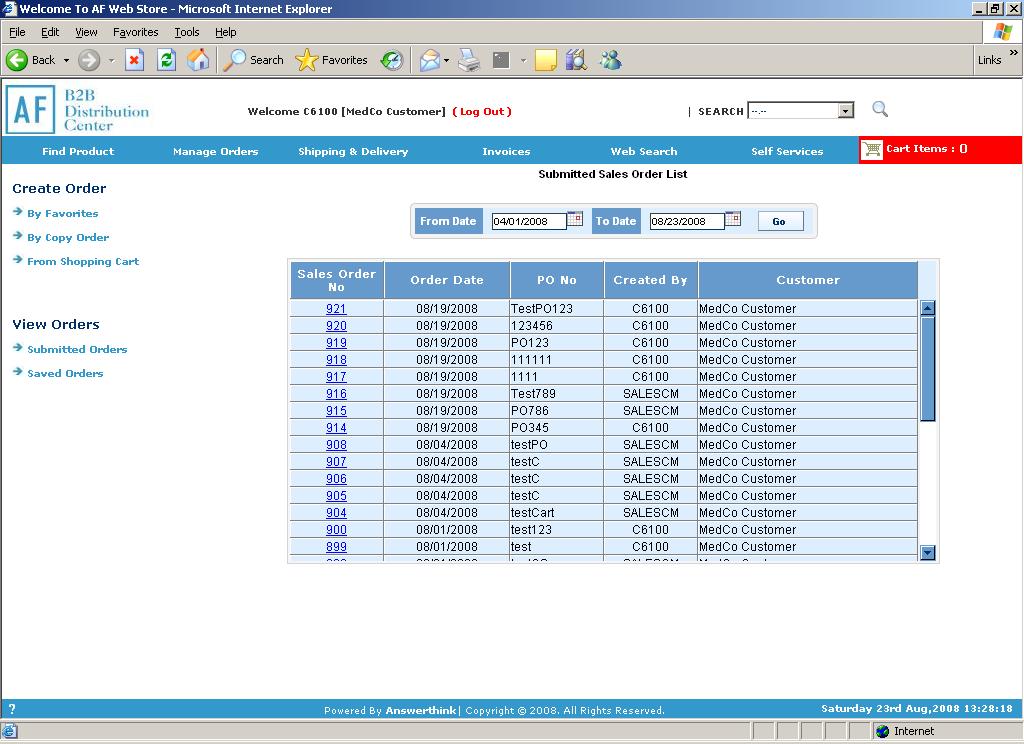 Welcome To AF Web Store - Microsoft Internet Explorer
File Edit View Favorites Tools Help
Back Search Favorites Links »
AF B2B Distribution Center
Welcome C6100 [MedCo Customer] ( Log Out ) | SEARCH --.--
Find Product Manage Orders Shipping & Delivery Invoices Web Search Self Services Cart Items : 0
Submitted Sales Order List
Create Order
By Favorites
By Copy Order
From Shopping Cart
View Orders
Submitted Orders
Saved Orders
From Date 04/01/2008 To Date 08/23/2008 Go
Sales Order No Order Date PO No Created By Customer
921 08/19/2008 TestPO123 C6100 MedCo Customer
920 08/19/2008 123456 C6100 MedCo Customer
919 08/19/2008 PO123 C6100 MedCo Customer
918 08/19/2008 111111 C6100 MedCo Customer
917 08/19/2008 1111 C6100 MedCo Customer
916 08/19/2008 Test789 SALESCM MedCo Customer
915 08/19/2008 PO786 SALESCM MedCo Customer
914 08/19/2008 PO345 C6100 MedCo Customer
908 08/04/2008 testPO SALESCM MedCo Customer
907 08/04/2008 testC SALESCM MedCo Customer
906 08/04/2008 testC SALESCM MedCo Customer
905 08/04/2008 testC SALESCM MedCo Customer
904 08/04/2008 testCart SALESCM MedCo Customer
900 08/01/2008 test123 C6100 MedCo Customer
899 08/01/2008 test C6100 MedCo Customer
? Powered By Answerthink | Copyright © 2008. All Rights Reserved. Saturday 23rd Aug,2008 13:28:18
Internet